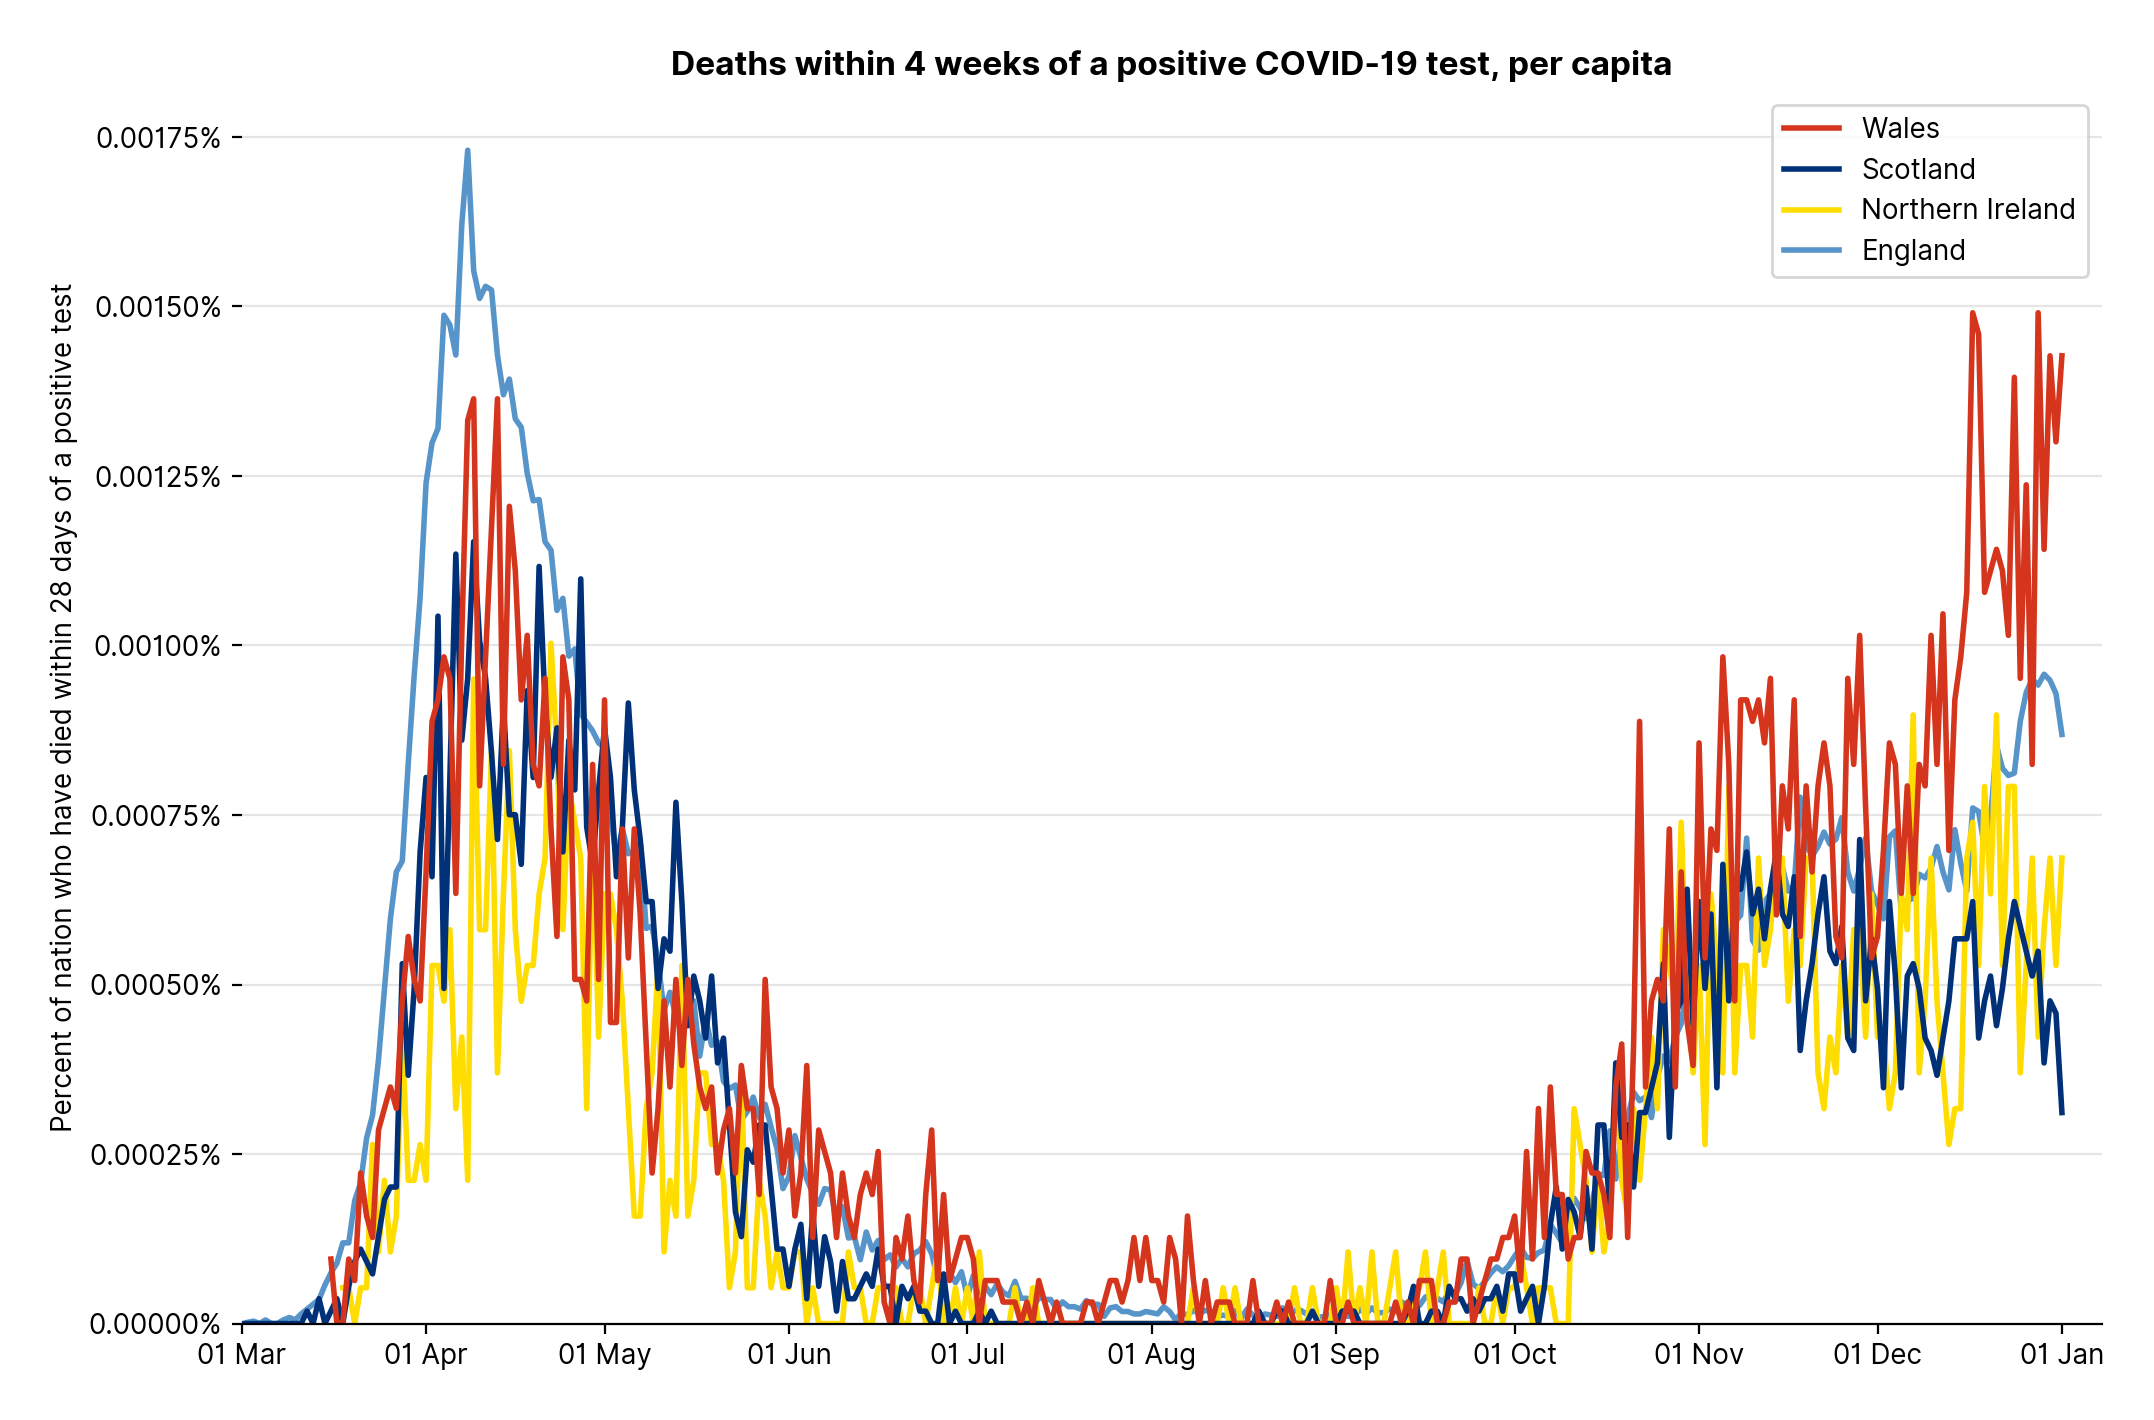 Deaths within 4 weeks of a positive COVID-19 test, per capita
Wales
Scotland
Northern Ireland
England
Percent of nation who have died within 28 days of a positive test
0.00175%
0.00150%
0.00125%
0.00100%
0.00075%
0.00050%
0.00025%
0.00000%
01 Mar
01 Apr
01 May
01 Jun
01 Jul
01 Aug
01 Sep
01 Oct
01 Nov
01 Dec
01 Jan